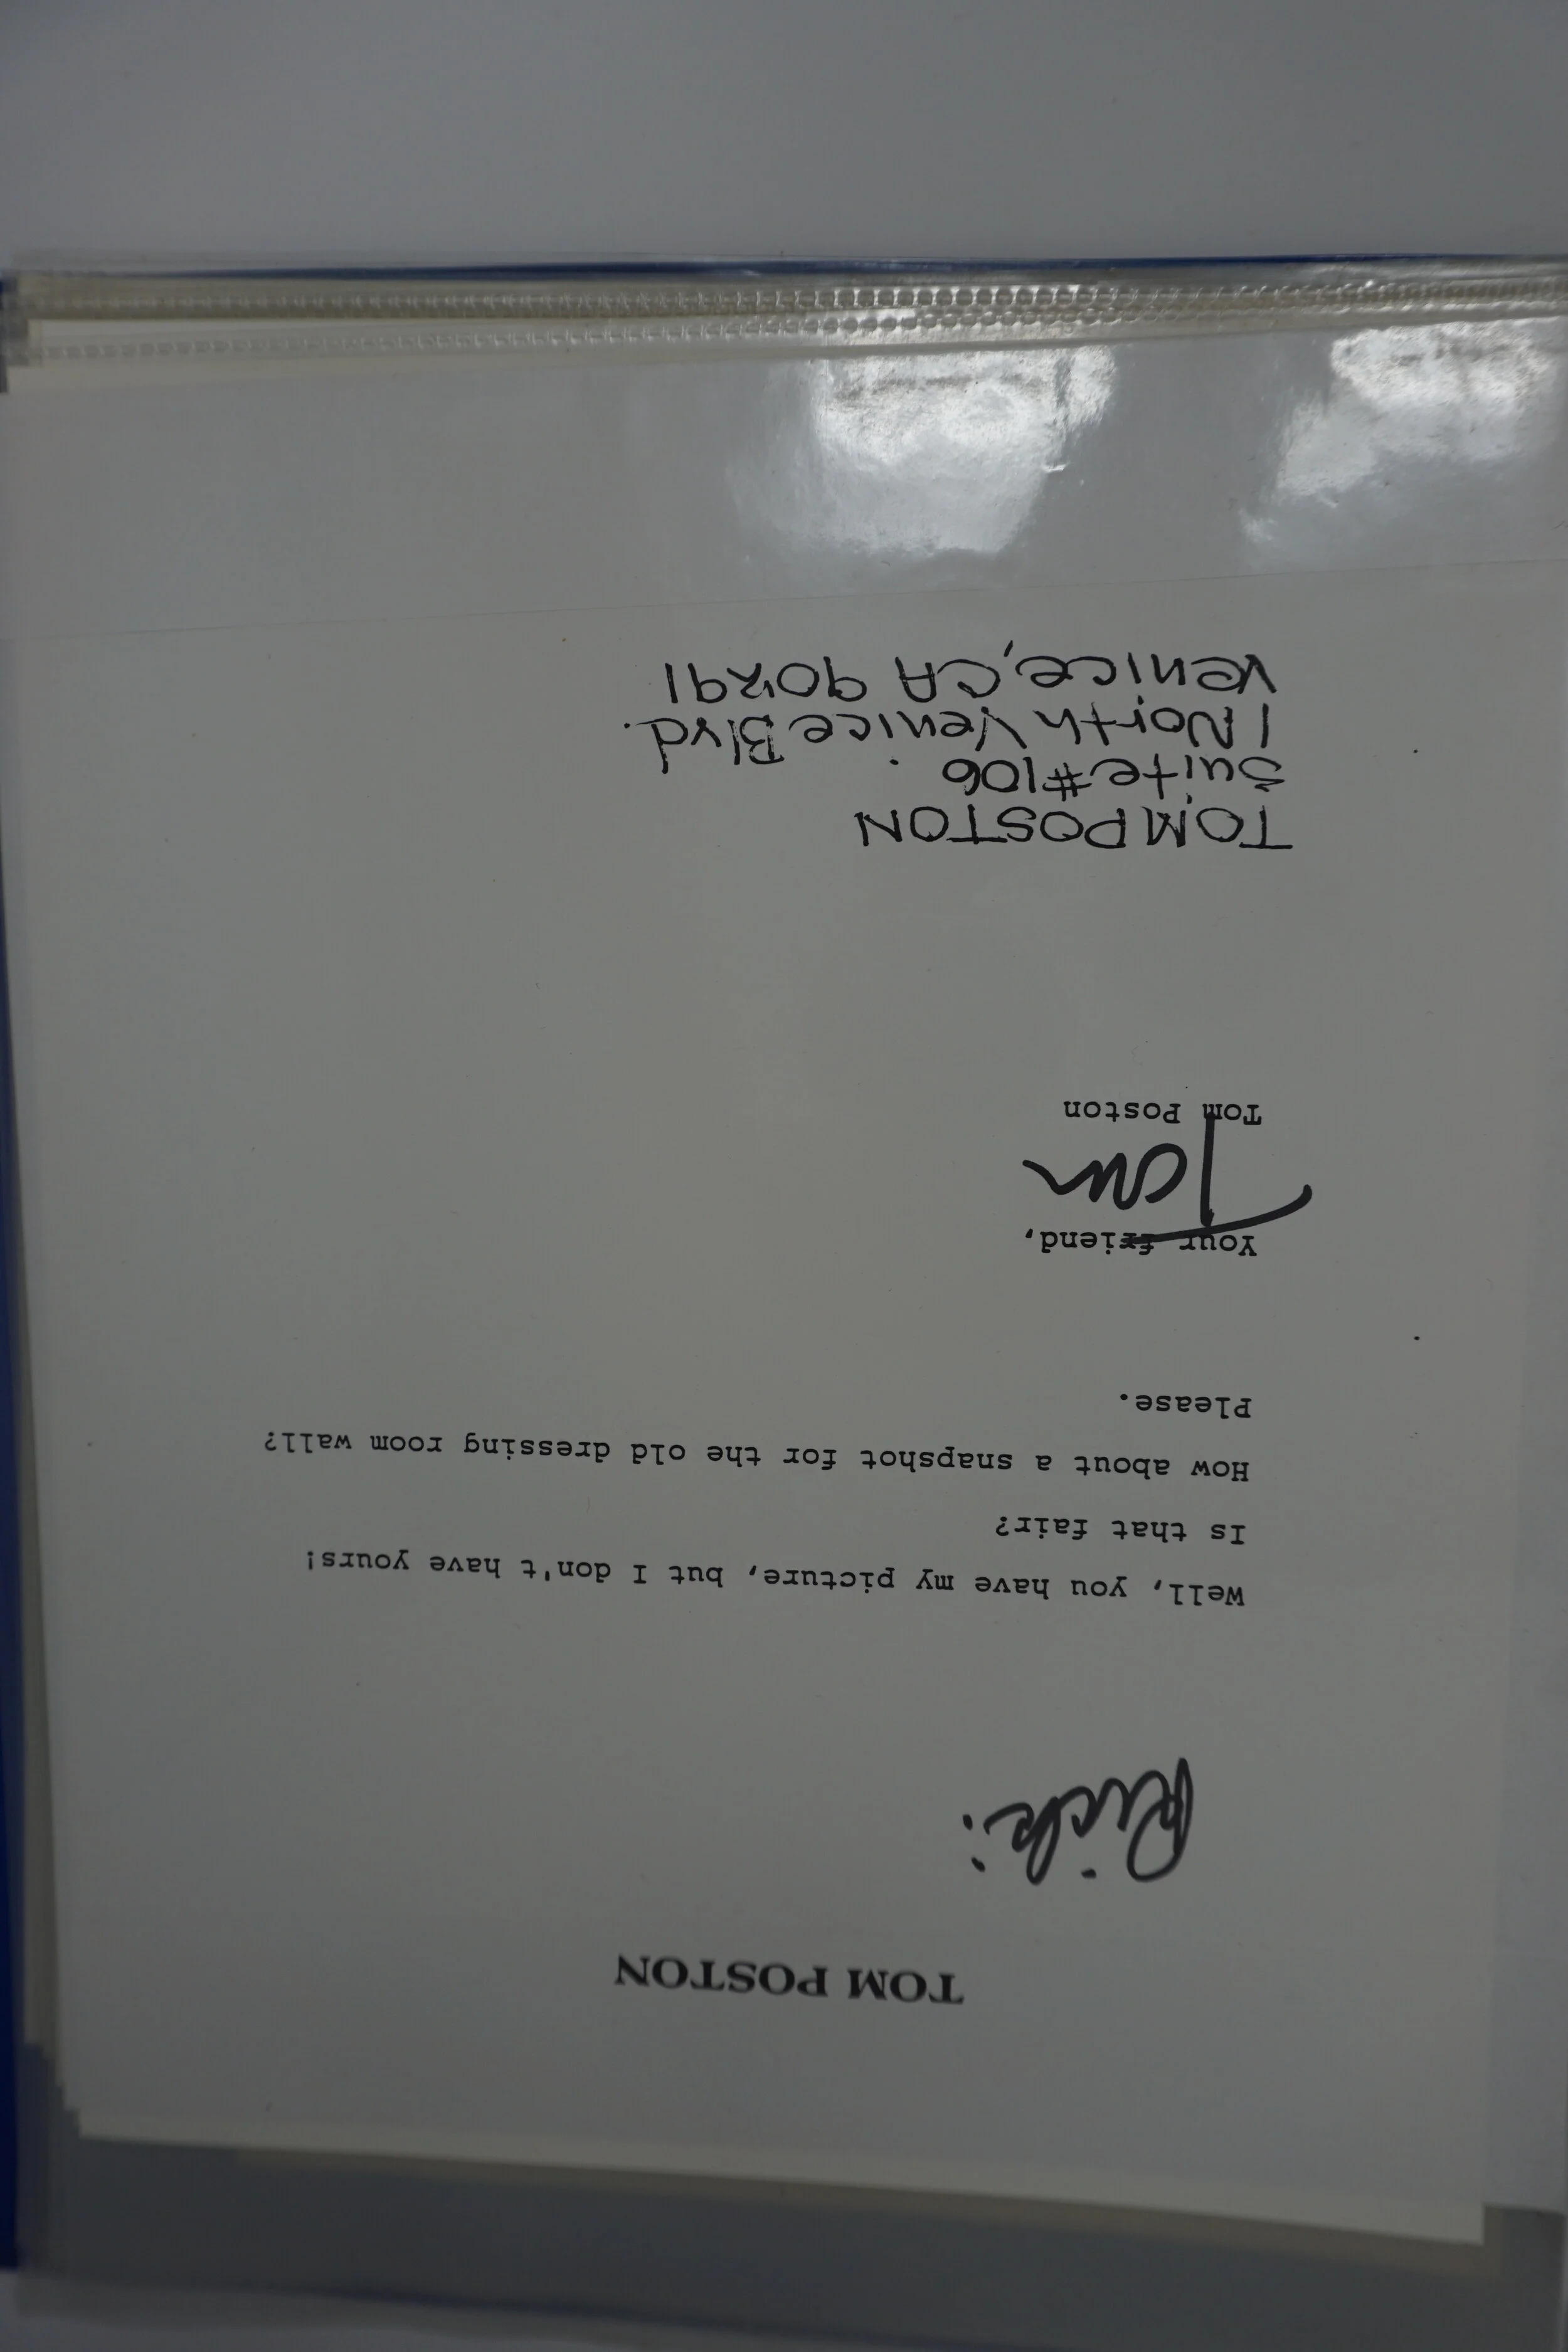 TOM POSTON
Well, you have my picture, but I don't have yours!
Is that fair?
How about a snapshot for the old dressing room wall?
Please.
Your friend,
Tom
Tom Poston
TOM POSTON
Suite #106
1 North Venice Blvd.
Venice, CA 90291